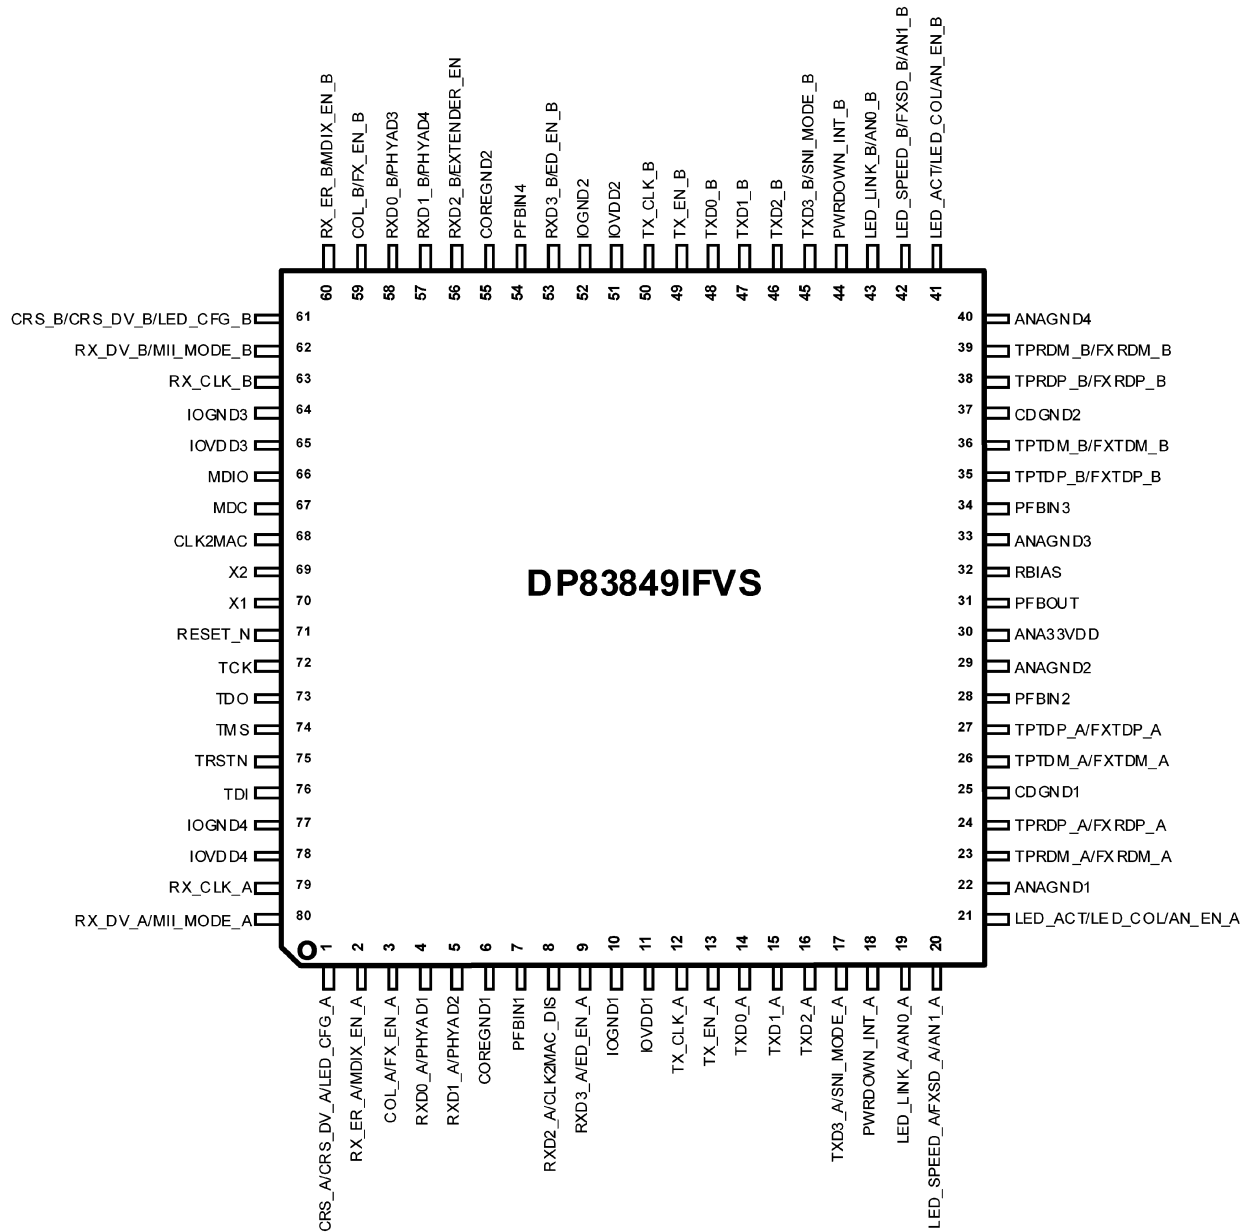 RX_ER_B/MDIX_EN_B
COL_B/FX_EN_B
RXD0_B/PHYAD3
RXD1_B/PHYAD4
RXD2_B/EXTENDER_EN
COREGND2
PFBIN4
RXD3_B/ED_EN_B
IOGND2
IOVDD2
TX_CLK_B
TX_EN_B
TXD0_B
TXD1_B
TXD2_B
TXD3_B/SNI_MODE_B
PWRDOWN_INT_B
LED_LINK_B/AN0_B
LED_SPEED_B/FXSD_B/AN1_B
LED_ACT/LED_COL/AN_EN_B
60 59 58 57 56 55 54 53 52 51 50 49 48 47 46 45 44 43 42 41
CRS_B/CRS_DV_B/LED_CFG_B 61
RX_DV_B/MII_MODE_B 62
RX_CLK_B 63
IOGND3 64
IOVDD3 65
MDIO 66
MDC 67
CLK2MAC 68
X2 69
X1 70
RESET_N 71
TCK 72
TDO 73
TMS 74
TRSTN 75
TDI 76
IOGND4 77
IOVDD4 78
RX_CLK_A 79
RX_DV_A/MII_MODE_A 80
DP83849IFVS
40 ANAGND4
39 TPRDM_B/FXRDM_B
38 TPRDP_B/FXRDP_B
37 CDGND2
36 TPTDM_B/FXTDM_B
35 TPTDP_B/FXTDP_B
34 PFBIN3
33 ANAGND3
32 RBIAS
31 PFBOUT
30 ANA33VDD
29 ANAGND2
28 PFBIN2
27 TPTDP_A/FXTDP_A
26 TPTDM_A/FXTDM_A
25 CDGND1
24 TPRDP_A/FXRDP_A
23 TPRDM_A/FXRDM_A
22 ANAGND1
21 LED_ACT/LED_COL/AN_EN_A
1 2 3 4 5 6 7 8 9 10 11 12 13 14 15 16 17 18 19 20
CRS_A/CRS_DV_A/LED_CFG_A
RX_ER_A/MDIX_EN_A
COL_A/FX_EN_A
RXD0_A/PHYAD1
RXD1_A/PHYAD2
COREGND1
PFBIN1
RXD2_A/CLK2MAC_DIS
RXD3_A/ED_EN_A
IOGND1
IOVDD1
TX_CLK_A
TX_EN_A
TXD0_A
TXD1_A
TXD2_A
TXD3_A/SNI_MODE_A
PWRDOWN_INT_A
LED_LINK_A/AN0_A
LED_SPEED_A/FXSD_A/AN1_A